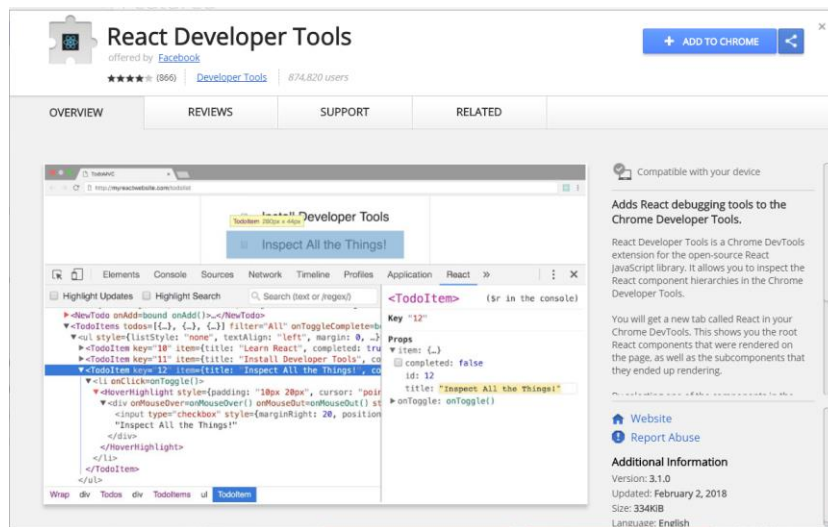 React Developer Tools
offered by Facebook
(866) Developer Tools 874,820 users
+ ADD TO CHROME
OVERVIEW REVIEWS SUPPORT RELATED
TodoMVC
http://myreactwebsite.com/todolist
Install Developer Tools
TodoItem 280px × 44px
Inspect All the Things!
Elements Console Sources Network Timeline Profiles Application React »
Highlight Updates Highlight Search Search (text or /regex/)
<TodoItem> ($r in the console)
Key "12"
Props
▼item: {…}
completed: false
id: 12
title: "Inspect All the Things!"
▶onToggle: onToggle()
▶<NewTodo onAdd=bound onAdd()>…</NewTodo>
▼<TodoItems todos=[{…}, {…}, {…}] filter="All" onToggleComplete=b
▼<ul style={listStyle: "none", textAlign: "left", margin: 0, …}
▶<TodoItem key="10" item={title: "Learn React", completed: tru
▶<TodoItem key="11" item={title: "Install Developer Tools", co
▼<TodoItem key="12" item={title: "Inspect All the Things!", co
▼<li onClick=onToggle()>
▼<HoverHighlight style={padding: "10px 20px", cursor: "poin
▼<div onMouseOver=onMouseOver() onMouseOut=onMouseOut() st
<input type="checkbox" style={marginRight: 20, position
"Inspect All the Things!"
</div>
</HoverHighlight>
</li>
</TodoItem>
</ul>
Wrap div Todos div TodoItems ul TodoItem
Compatible with your device
Adds React debugging tools to the
Chrome Developer Tools.
React Developer Tools is a Chrome DevTools
extension for the open-source React
JavaScript library. It allows you to inspect the
React component hierarchies in the Chrome
Developer Tools.
You will get a new tab called React in your
Chrome DevTools. This shows you the root
React components that were rendered on
the page, as well as the subcomponents that
they ended up rendering.
Website
Report Abuse
Additional Information
Version: 3.1.0
Updated: February 2, 2018
Size: 334KiB
Language: English